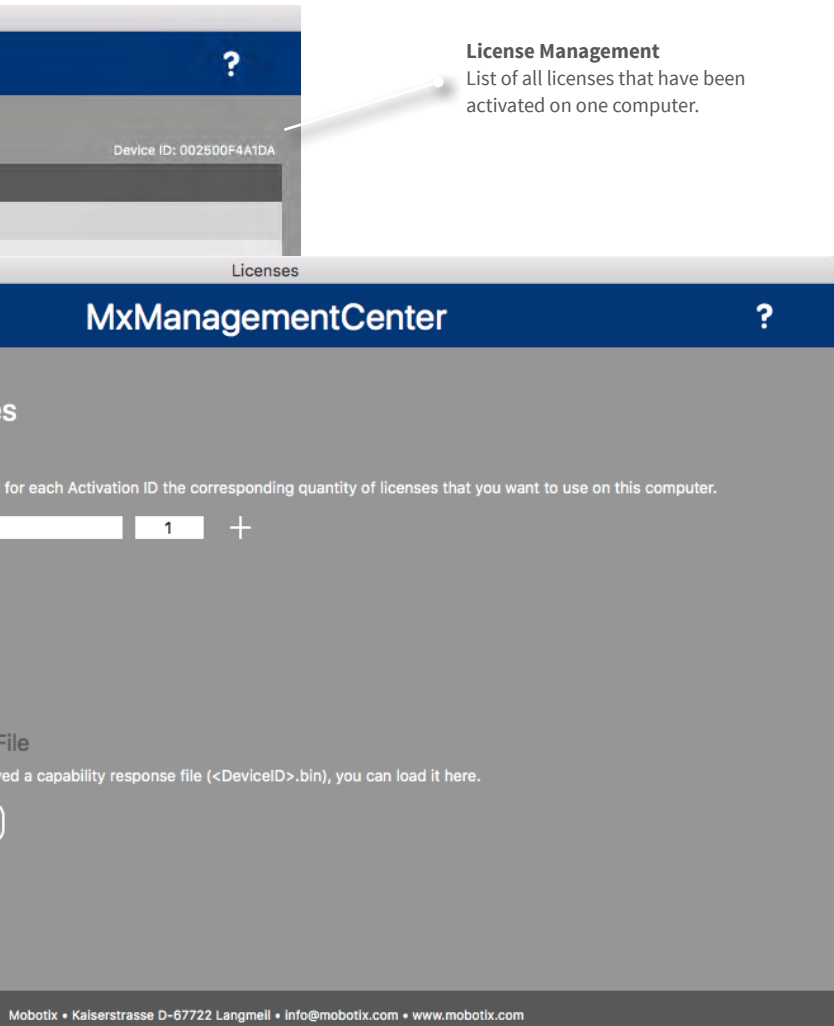 ?
License Management
List of all licenses that have been
activated on one computer.
Device ID: 002500F4A1DA
Licenses
MxManagementCenter ?
es
for each Activation ID the corresponding quantity of licenses that you want to use on this computer.
1 +
File
ved a capability response file (<DeviceID>.bin), you can load it here.
Mobotix • Kaiserstrasse D-67722 Langmeil • info@mobotix.com • www.mobotix.com